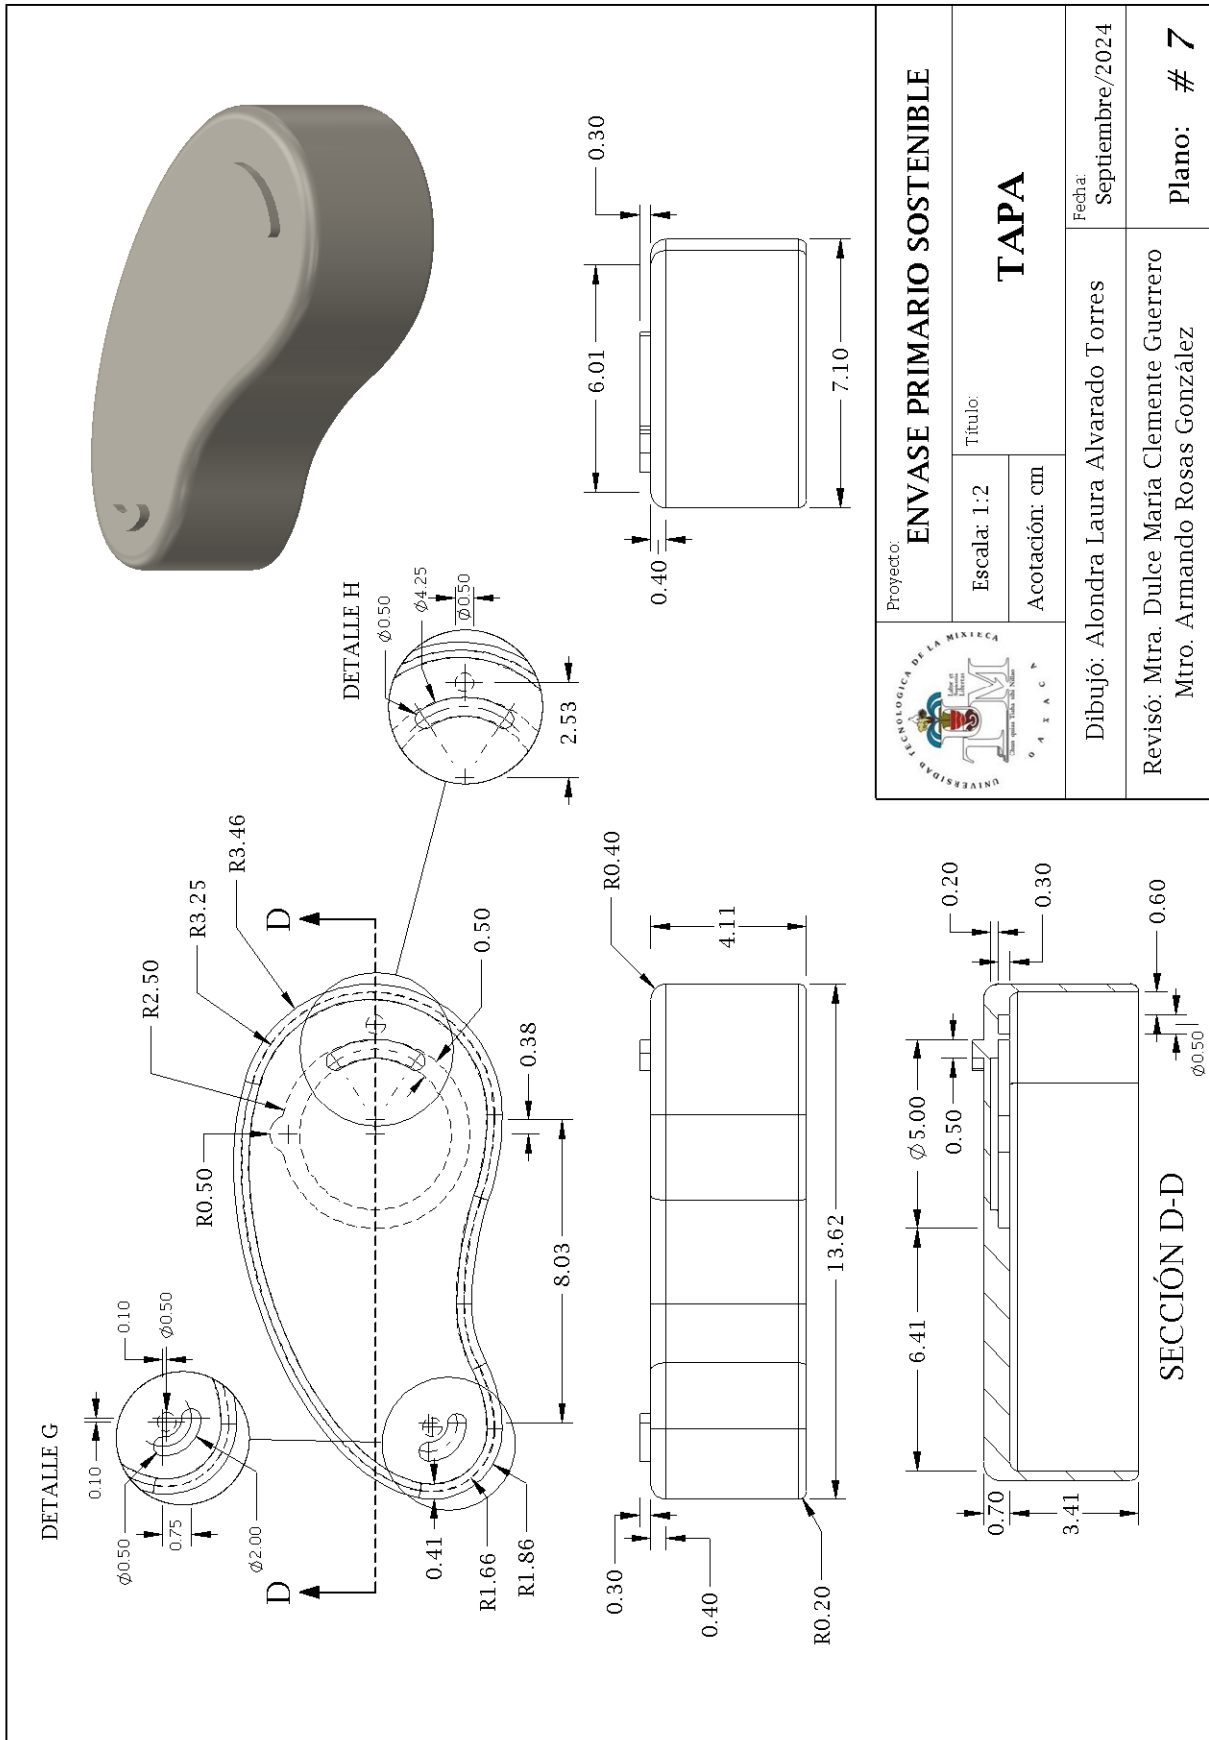 DETALLE G
0.10
0.10
Ø0.50
Ø0.50
0.75
Ø2.00
D
D
R0.50
R2.50
R3.25
R3.46
0.50
0.38
8.03
0.41
R1.66
R1.86
DETALLE H
Ø0.50
Ø4.25
Ø0.50
2.53
0.30
0.40
R0.20
13.62
4.11
R0.40
0.30
6.01
0.40
7.10
0.70
3.41
6.41
Ø5.00
0.50
0.20
0.30
0.60
Ø0.50
SECCIÓN D-D
UNIVERSIDAD TECNOLOGICA DE LA MIXTECA
OAXACA
UTM
Labor et
Sapientia
Libertas
Proyecto:
ENVASE PRIMARIO SOSTENIBLE
Escala: 1:2
Acotación: cm
Título:
TAPA
Dibujó: Alondra Laura Alvarado Torres
Fecha:
Septiembre/2024
Revisó: Mtra. Dulce María Clemente Guerrero
Mtro. Armando Rosas González
Plano: # 7